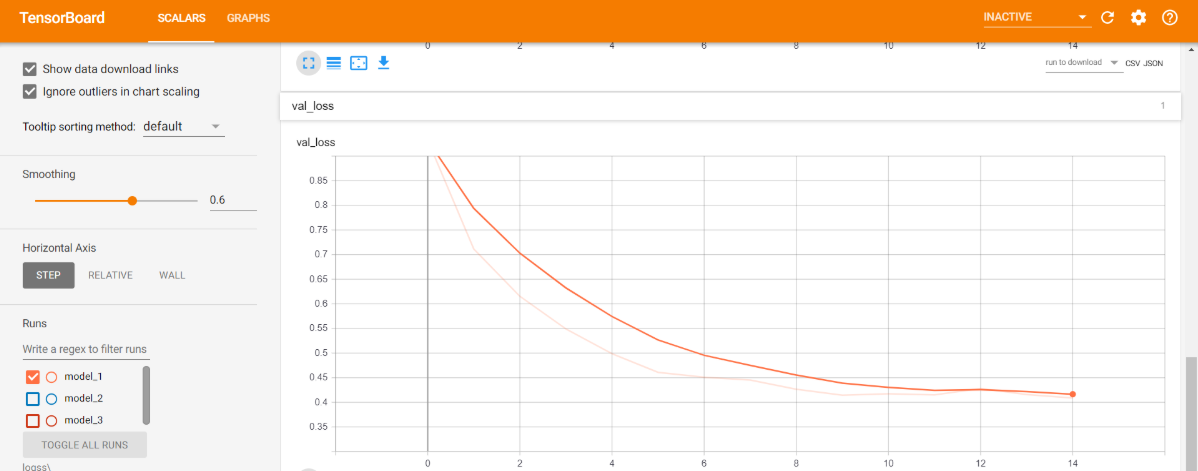 TensorBoard SCALARS GRAPHS INACTIVE
0 2 4 6 8 10 12 14
Show data download links
run to download CSV JSON
Ignore outliers in chart scaling
val_loss 1
Tooltip sorting method: default
val_loss
Smoothing
0.6
Horizontal Axis
STEP RELATIVE WALL
Runs
Write a regex to filter runs
model_1
model_2
model_3
TOGGLE ALL RUNS
logss\
0.85
0.8
0.75
0.7
0.65
0.6
0.55
0.5
0.45
0.4
0.35
0 2 4 6 8 10 12 14